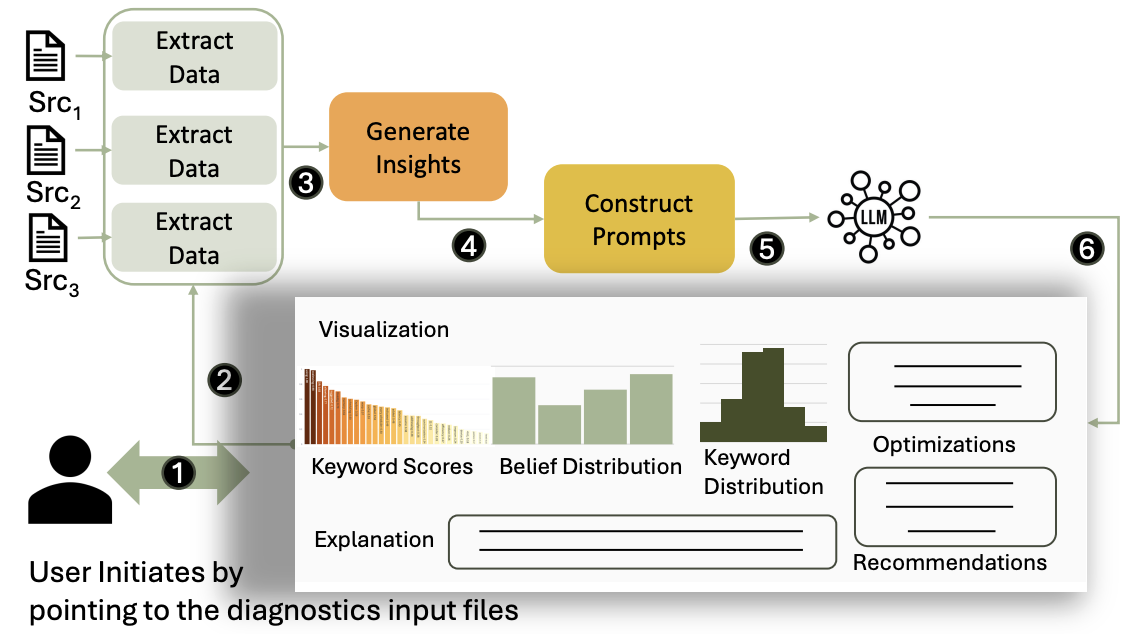 Extract
Data
Src1
Extract
Data
Generate
Insights
Src2
3
Extract
Data
Construct
Prompts
LLM
Src3
4
5
6
Visualization
2
Keyword Scores
Belief Distribution
Keyword
Distribution
Optimizations
1
Explanation
Recommendations
User Initiates by
pointing to the diagnostics input files